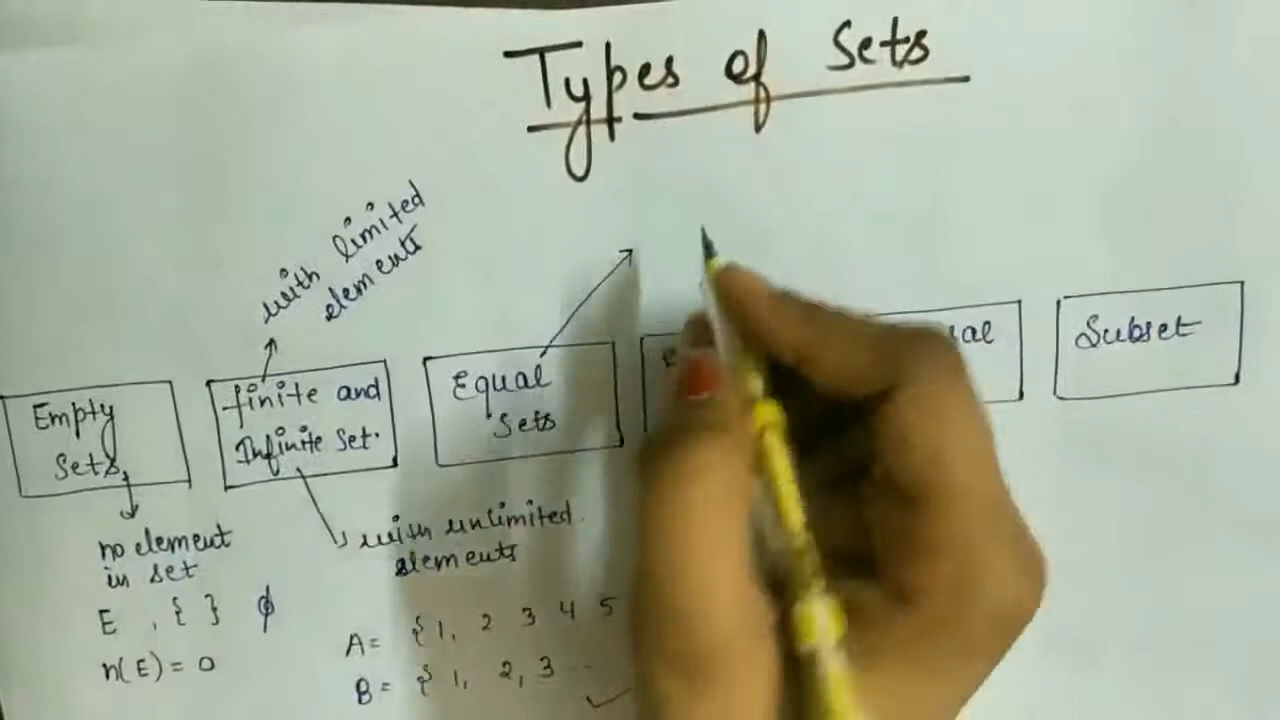 Types of Sets
with limited
elements
Empty
Sets
finite and
Infinite Set.
Equal
Sets
Subset
no element
in set
E , { } ϕ
n(E) = 0
with unlimited
elements
A = { 1, 2 3 4 5
B = { 1, 2, 3 ...